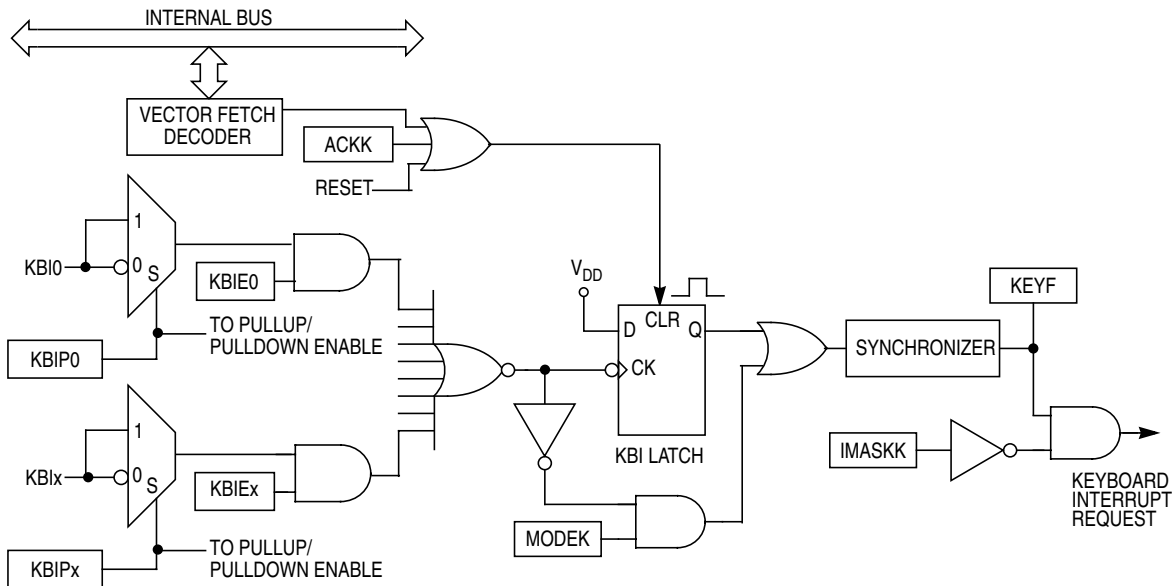 INTERNAL BUS
VECTOR FETCH
DECODER
ACKK
RESET
1
KBI0
0
S
KBIE0
TO PULLUP/
PULLDOWN ENABLE
KBIP0
VDD
D
CLR
Q
CK
KBI LATCH
KEYF
SYNCHRONIZER
IMASKK
KEYBOARD
INTERRUPT
REQUEST
1
KBIx
0
S
KBIEx
MODEK
TO PULLUP/
PULLDOWN ENABLE
KBIPx